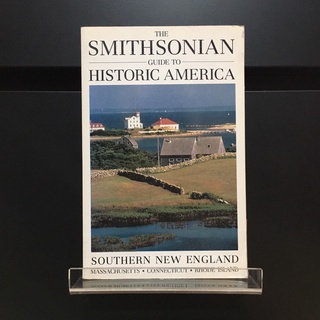 THE
SMITHSONIAN
GUIDE TO
HISTORIC AMERICA
SOUTHERN NEW ENGLAND
MASSACHUSETTS • CONNECTICUT • RHODE ISLAND